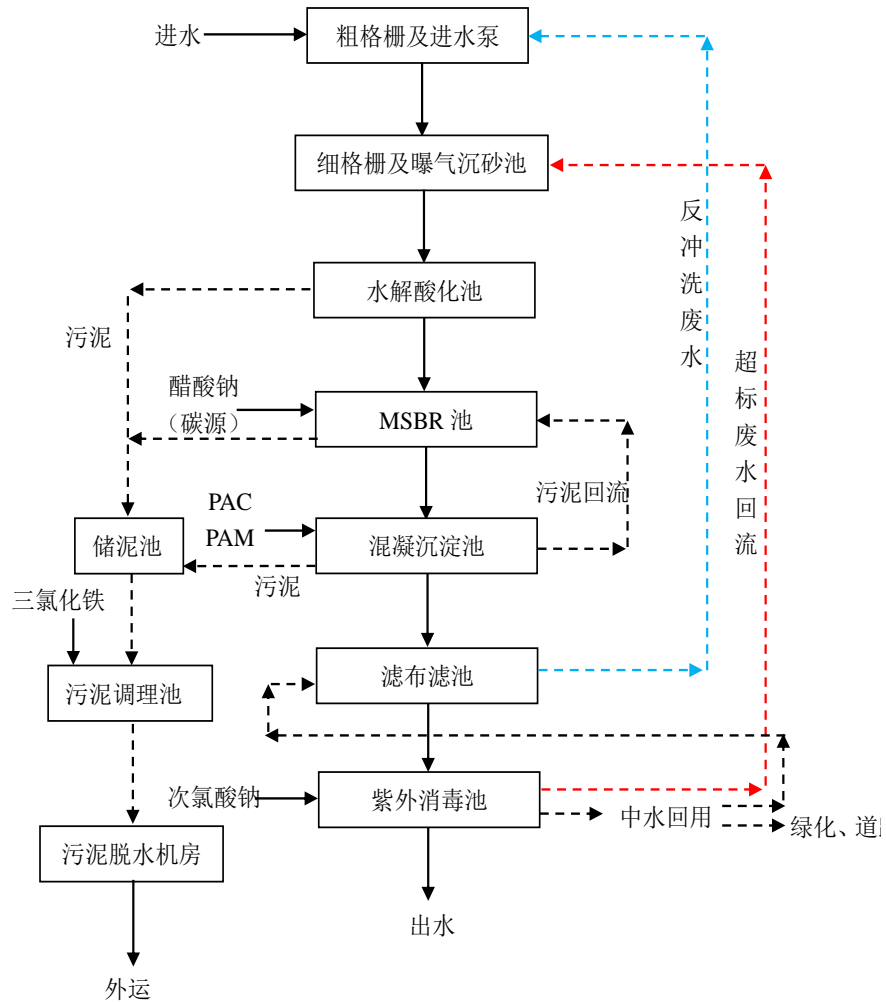 进水
粗格栅及进水泵
细格栅及曝气沉砂池
反冲洗废水
水解酸化池
污泥
超标废水回流
醋酸钠
（碳源）
MSBR 池
污泥回流
PAC
PAM
储泥池
混凝沉淀池
污泥
三氯化铁
污泥调理池
滤布滤池
次氯酸钠
紫外消毒池
中水回用
绿化、道
污泥脱水机房
出水
外运